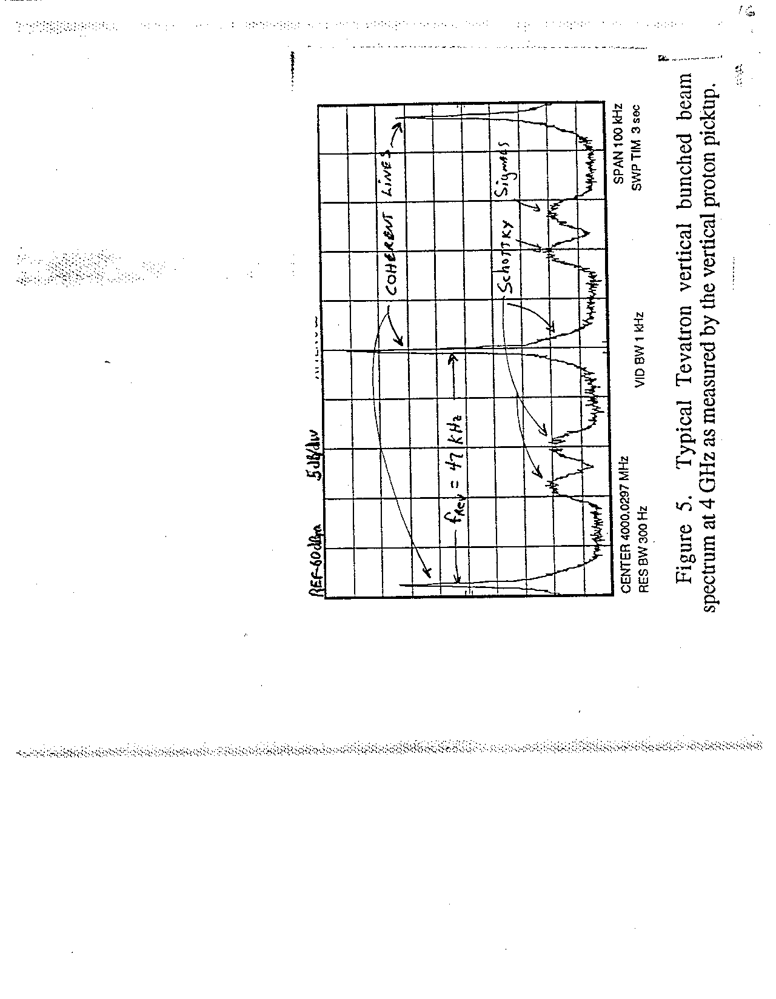 16
REF-60dBm 5dB/div
COHERENT LINES
fRev = 47 kHz
SchOTTKY Signals
CENTER 4000.0297 MHz SPAN 100 kHz
RES BW 300 Hz VID BW 1 kHz SWP TIM 3 sec
Figure 5. Typical Tevatron vertical bunched beam
spectrum at 4 GHz as measured by the vertical proton pickup.